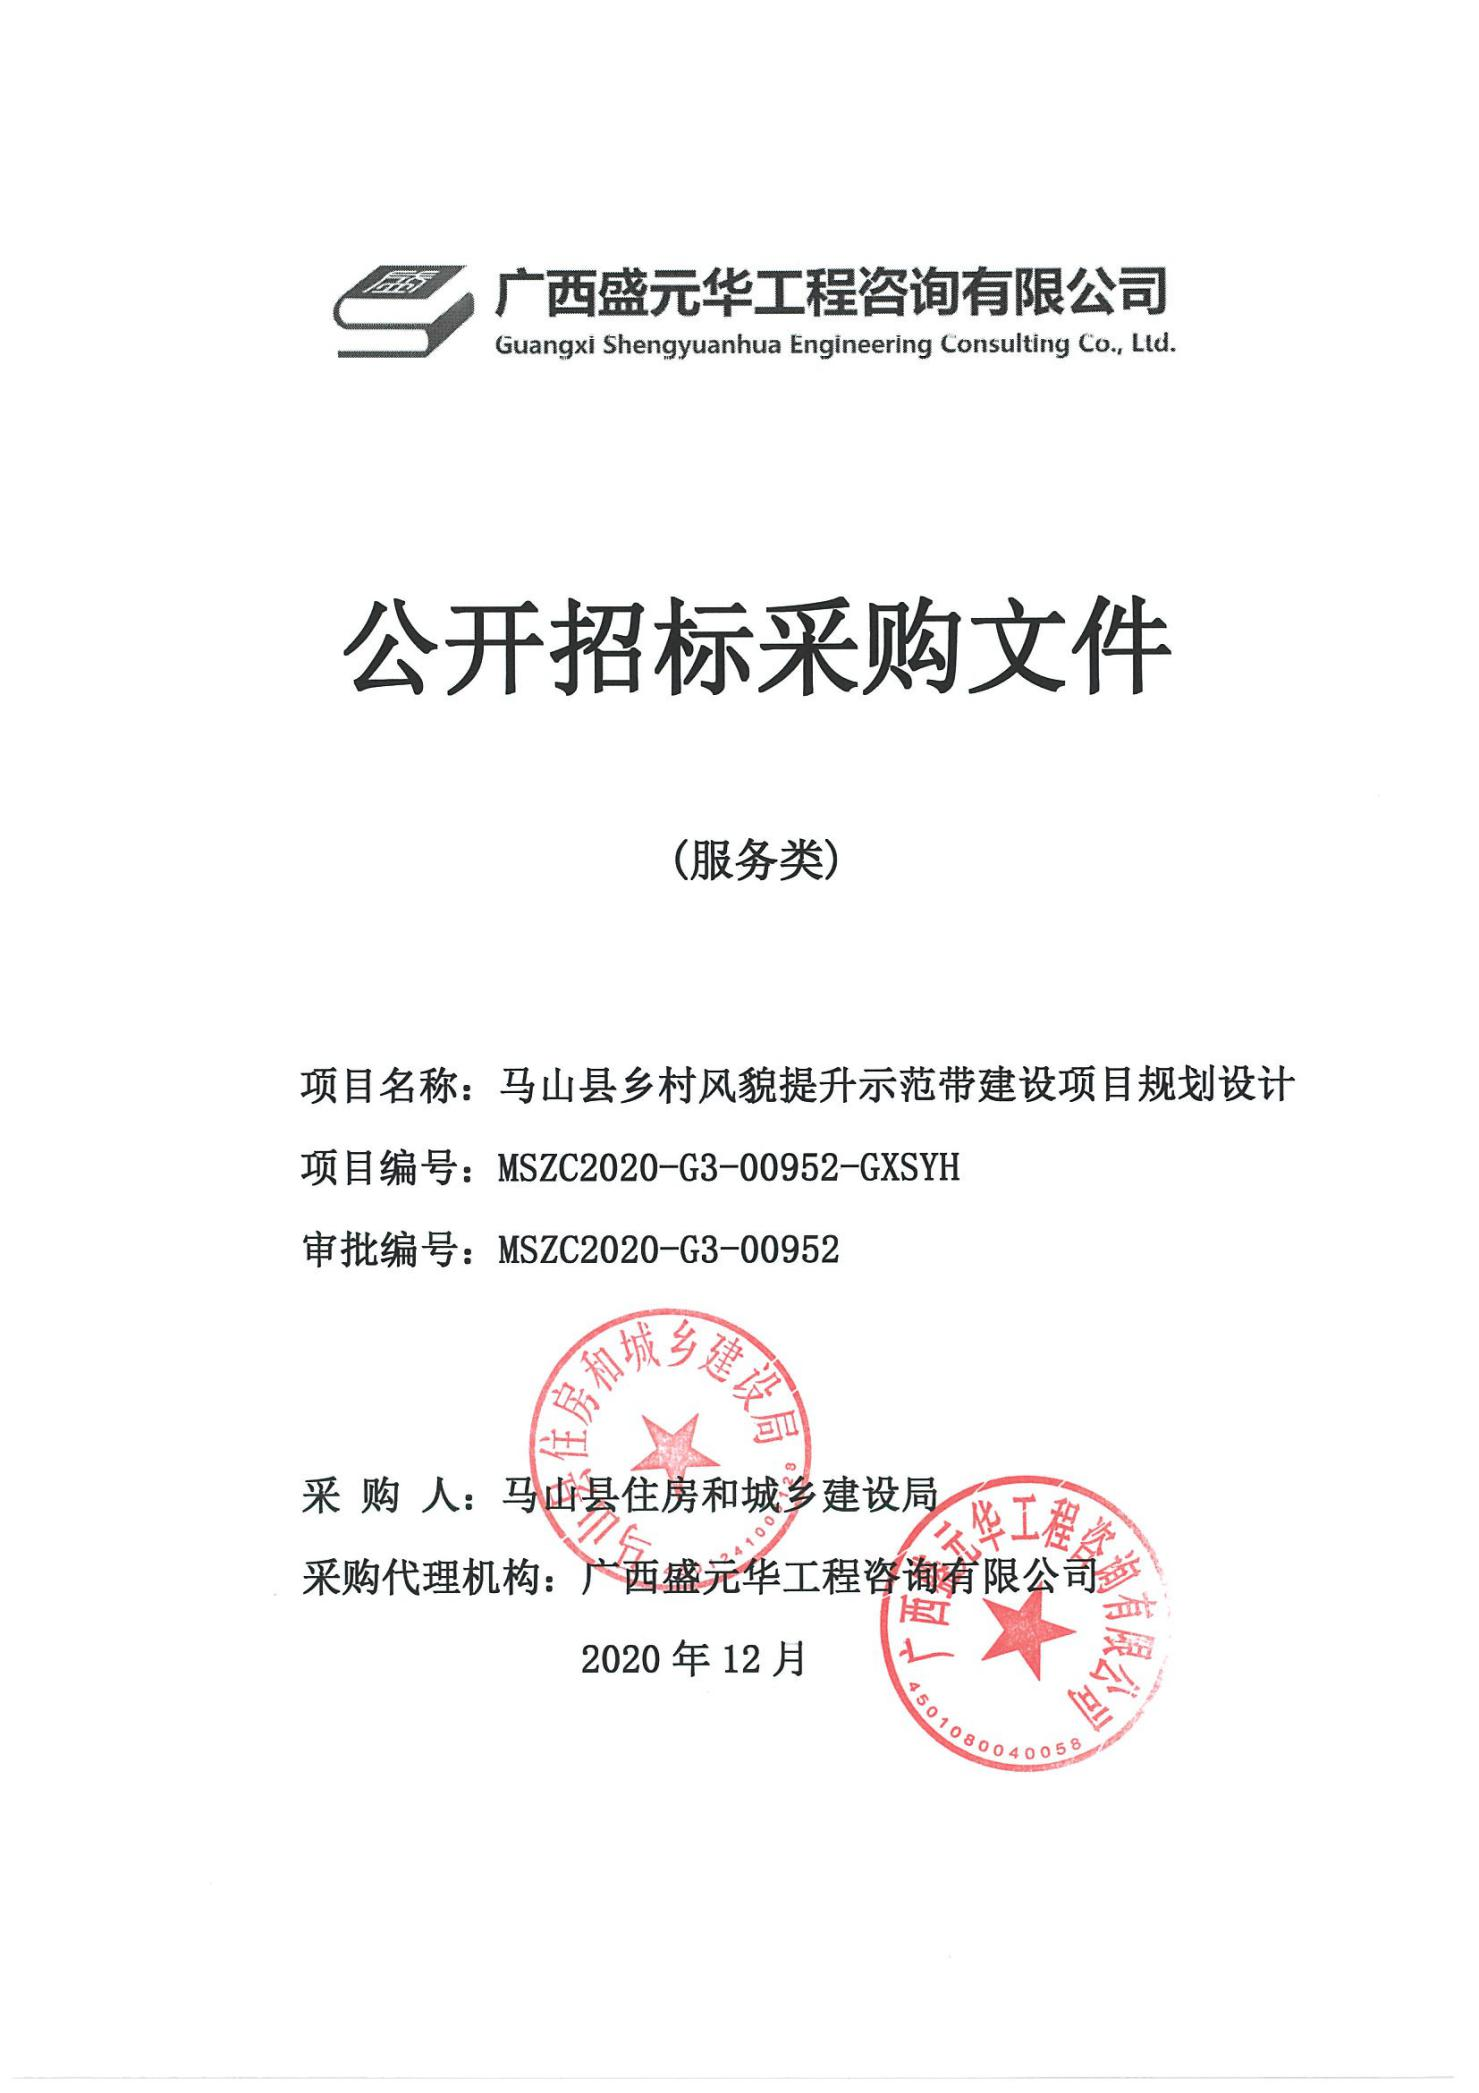 广西盛元华工程咨询有限公司
Guangxi Shengyuanhua Engineering Consulting Co., Ltd.
公开招标采购文件
(服务类)
项目名称：马山县乡村风貌提升示范带建设项目规划设计
项目编号：MSZC2020-G3-00952-GXSYH
审批编号：MSZC2020-G3-00952
马山县住房和城乡建设局
采 购 人：马山县住房和城乡建设局
采购代理机构：广西盛元华工程咨询有限公司
2020 年 12 月
广西盛元华工程咨询有限公司
4501080040058